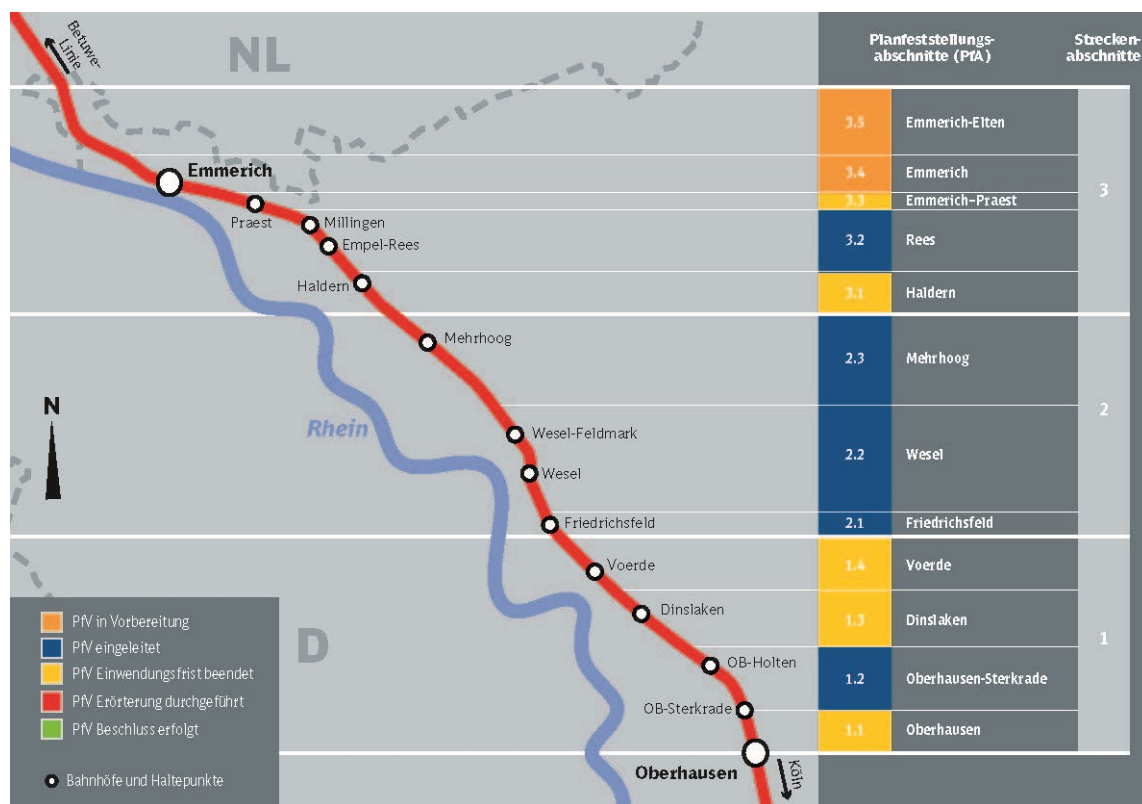 Betuwe-
Linie
NL
Emmerich
Praest
Millingen
Empel-Rees
Haldern
Mehrhoog
N
Rhein
Wesel-Feldmark
Wesel
Friedrichsfeld
Voerde
Dinslaken
D
OB-Holten
OB-Sterkrade
Oberhausen
Köln
PfV in Vorbereitung
PfV eingeleitet
PfV Einwendungsfrist beendet
PfV Erörterung durchgeführt
PfV Beschluss erfolgt
Bahnhöfe und Haltepunkte
Planfeststellungs-
abschnitte (PfA)
Strecken-
abschnitte
3.5 Emmerich-Elten
3.4 Emmerich
3.3 Emmerich-Praest
3
3.2 Rees
3.1 Haldern
2.3 Mehrhoog
2
2.2 Wesel
2.1 Friedrichsfeld
1.4 Voerde
1.3 Dinslaken
1
1.2 Oberhausen-Sterkrade
1.1 Oberhausen